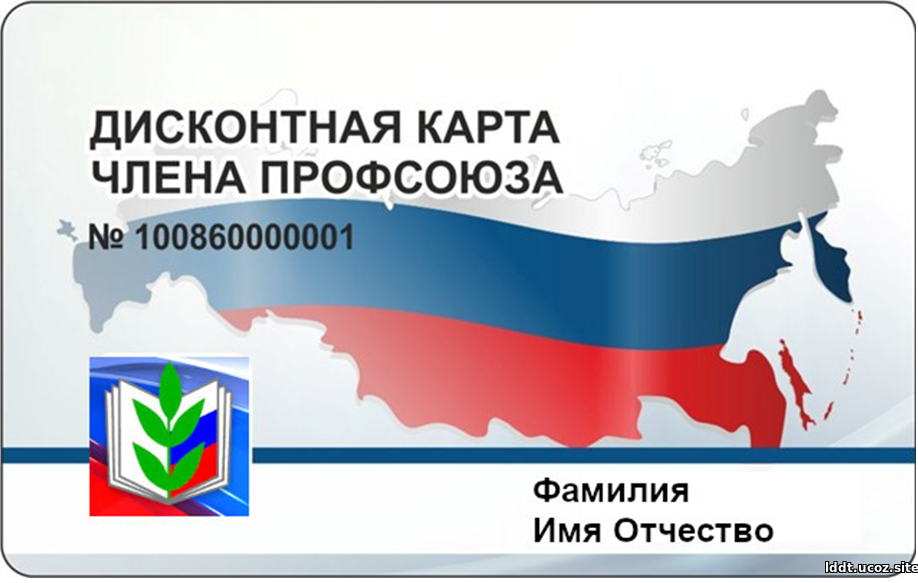 ДИСКОНТНАЯ КАРТА
ЧЛЕНА ПРОФСОЮЗА
№ 100860000001
Фамилия
Имя Отчество
lddt.ucoz.site